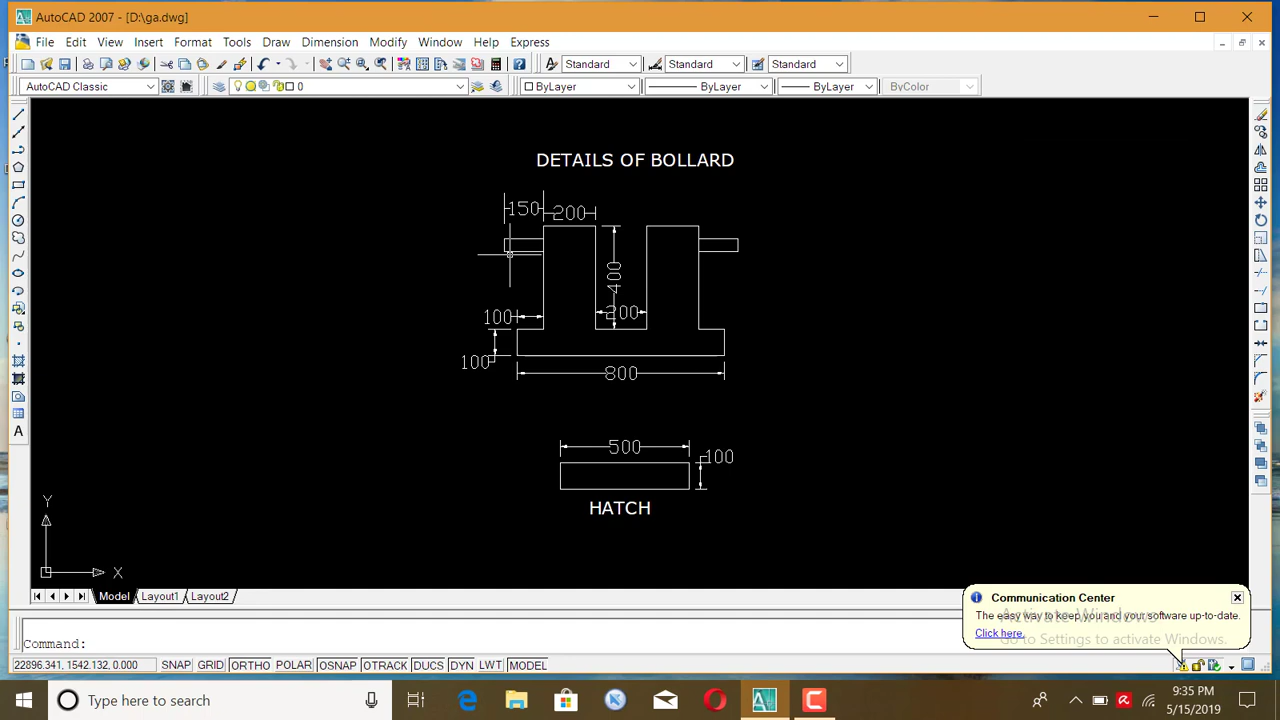 AutoCAD 2007 - [D:\ga.dwg]
File Edit View Insert Format Tools Draw Dimension Modify Window Help Express
Standard Standard Standard
AutoCAD Classic 0 ByLayer ByLayer ByLayer ByColor
DETAILS OF BOLLARD
150 200
400
100 200
100
800
500
100
HATCH
Y
X
Model Layout1 Layout2
Communication Center
The easy way to keep you and your software up-to-date.
Click here.
Activate Windows
Go to Settings to activate Windows.
Command:
22896.341, 1542.132, 0.000 SNAP GRID ORTHO POLAR OSNAP OTRACK DUCS DYN LWT MODEL
Type here to search
9:35 PM
5/15/2019